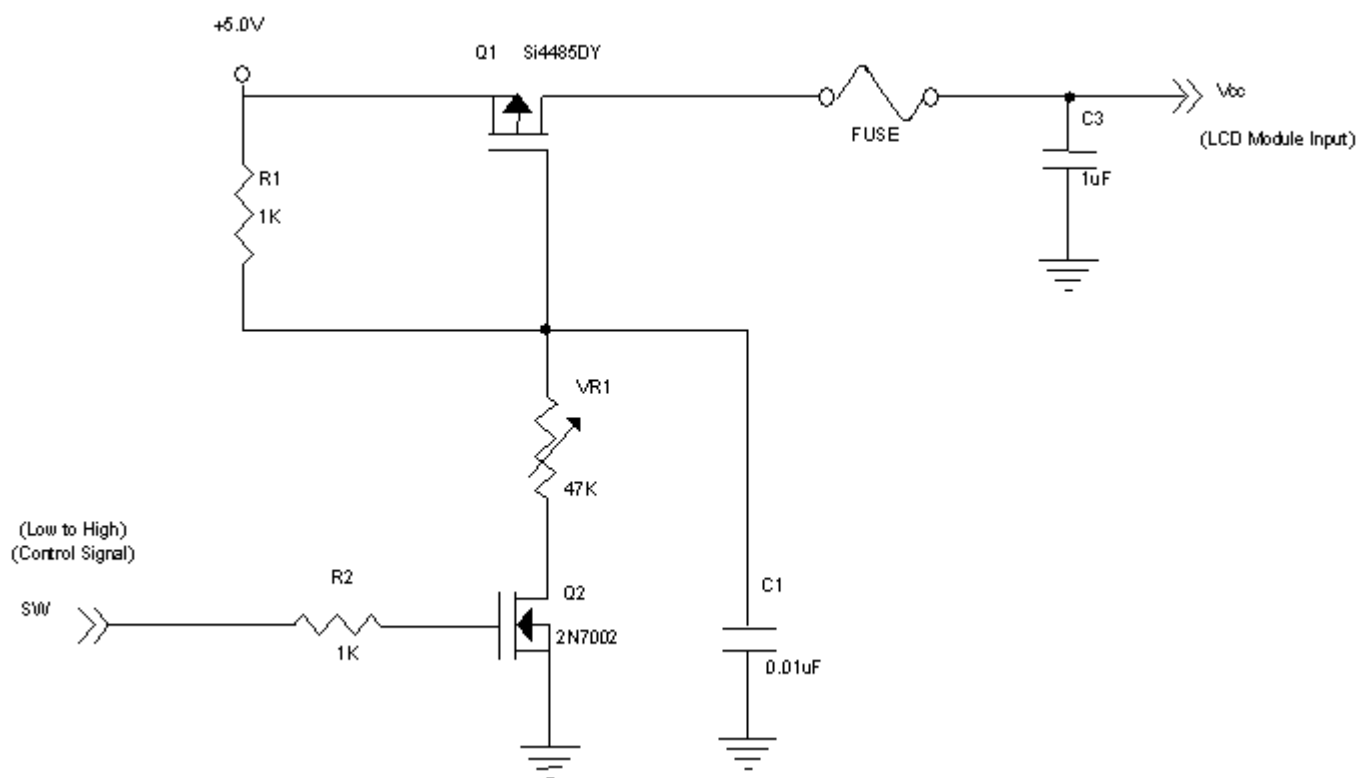 +5.0V
Q1 Si4485DY
FUSE
C3
1uF
Vcc
(LCD Module Input)
R1
1K
VR1
47K
(Low to High)
(Control Signal)
SW
R2
1K
Q2
2N7002
C1
0.01uF